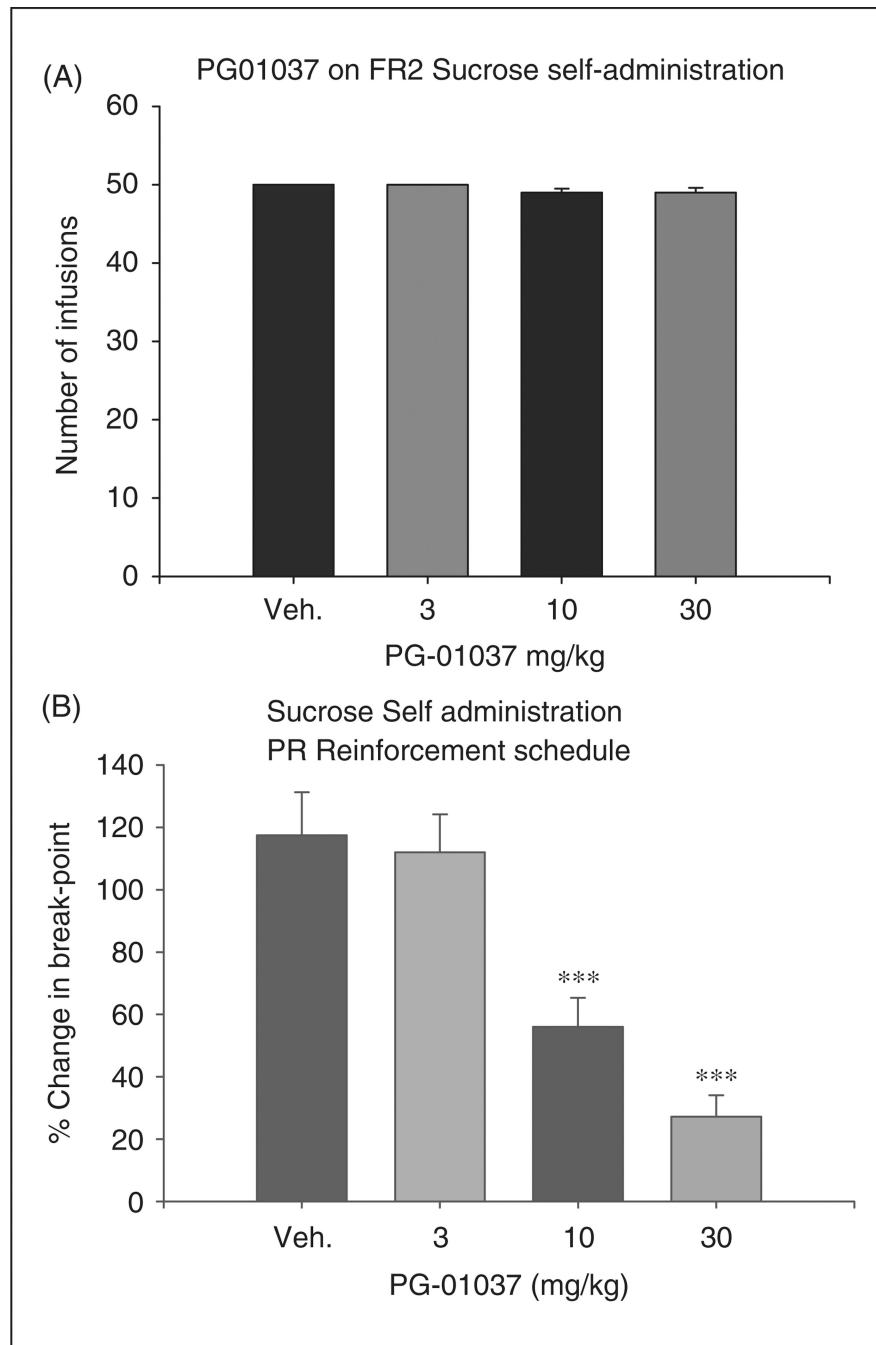 (A)
PG01037 on FR2 Sucrose self-administration
60
50
40
30
20
10
0
Number of infusions
Veh. 3 10 30
PG-01037 mg/kg
(B)
Sucrose Self administration
PR Reinforcement schedule
140
120
100
80
60
40
20
0
% Change in break-point
***
***
Veh. 3 10 30
PG-01037 (mg/kg)